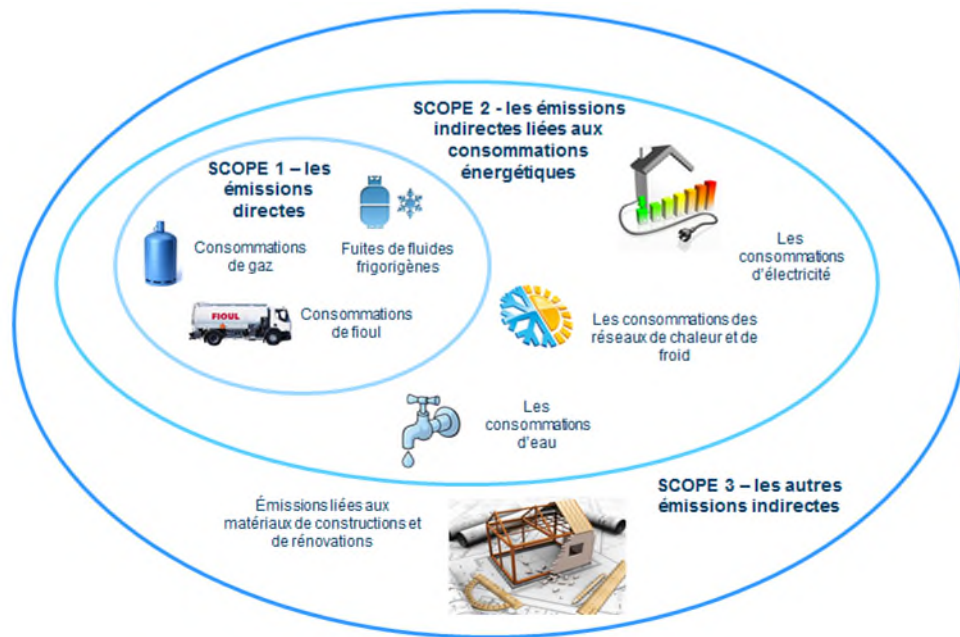 SCOPE 2 - les émissions
indirectes liées aux
consommations
énergétiques
SCOPE 1 – les
émissions
directes
Consommations
de gaz
Fuites de fluides
frigorigènes
FIOUL
Consommations
de fioul
Les
consommations
d'électricité
Les consommations des
réseaux de chaleur et de
froid
Les
consommations
d'eau
SCOPE 3 – les autres
émissions indirectes
Émissions liées aux
matériaux de constructions et
de rénovations